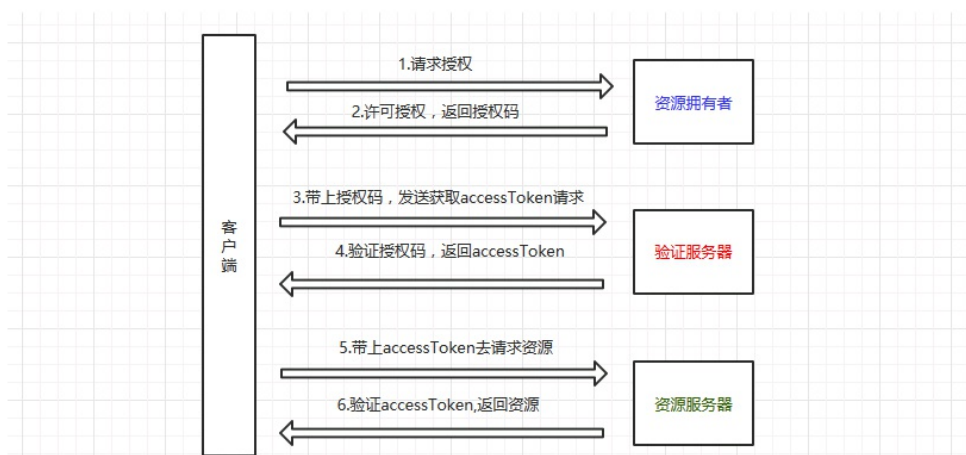 1.请求授权
资源拥有者
2.许可授权，返回授权码
3.带上授权码，发送获取accessToken请求
客户端
验证服务器
4.验证授权码，返回accessToken
5.带上accessToken去请求资源
6.验证accessToken,返回资源
资源服务器